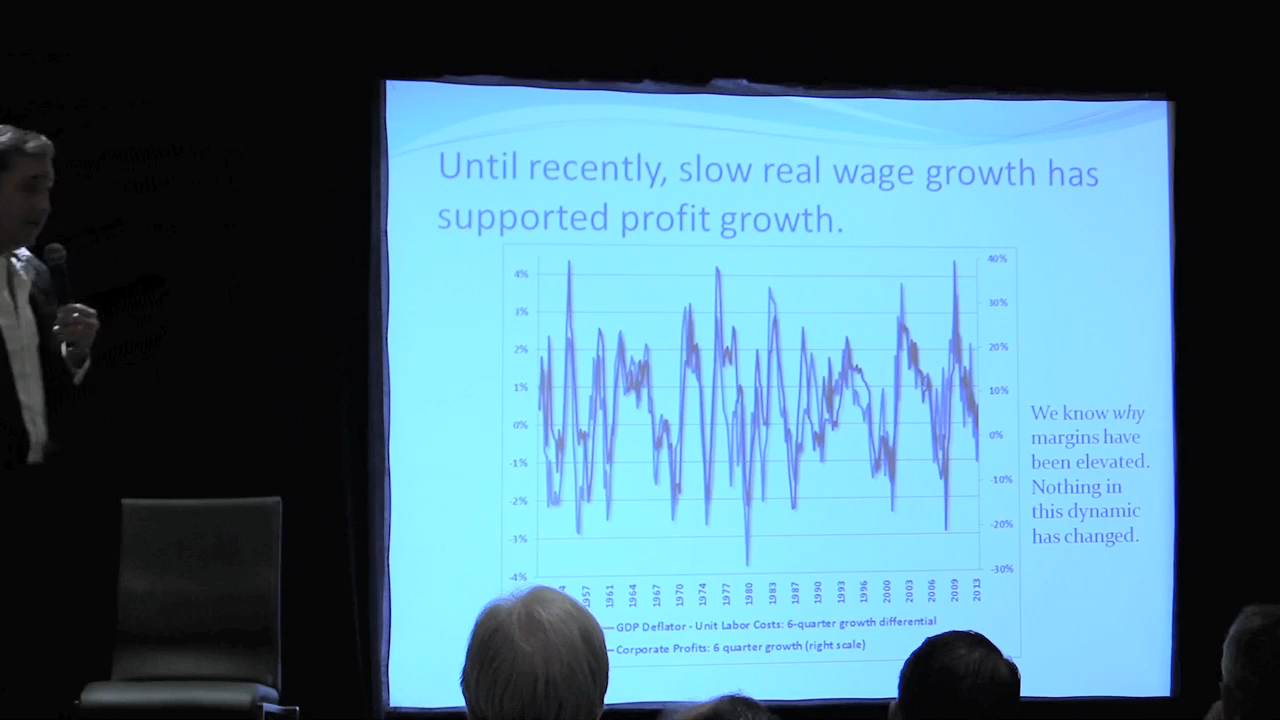 Until recently, slow real wage growth has
supported profit growth.
4%
3%
2%
1%
0%
-1%
-2%
-3%
-4%
40%
30%
20%
10%
0%
-10%
-20%
-30%
We know why
margins have
been elevated.
Nothing in
this dynamic
has changed.
1957 1961 1964 1967 1970 1974 1977 1980 1983 1987 1990 1993 1996 2000 2003 2006 2009 2013
GDP Deflator - Unit Labor Costs: 6-quarter growth differential
Corporate Profits: 6 quarter growth (right scale)